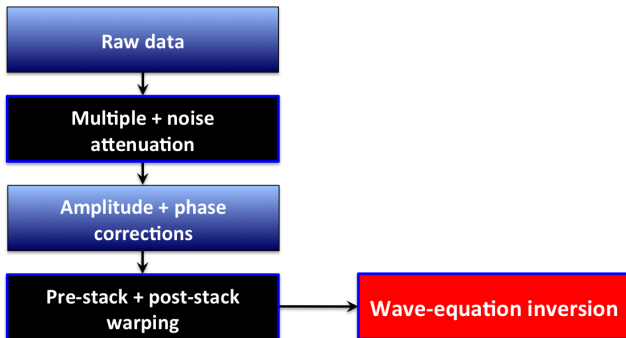 Raw data
Multiple + noise
attenuation
Amplitude + phase
corrections
Pre-stack + post-stack
warping
Wave-equation inversion